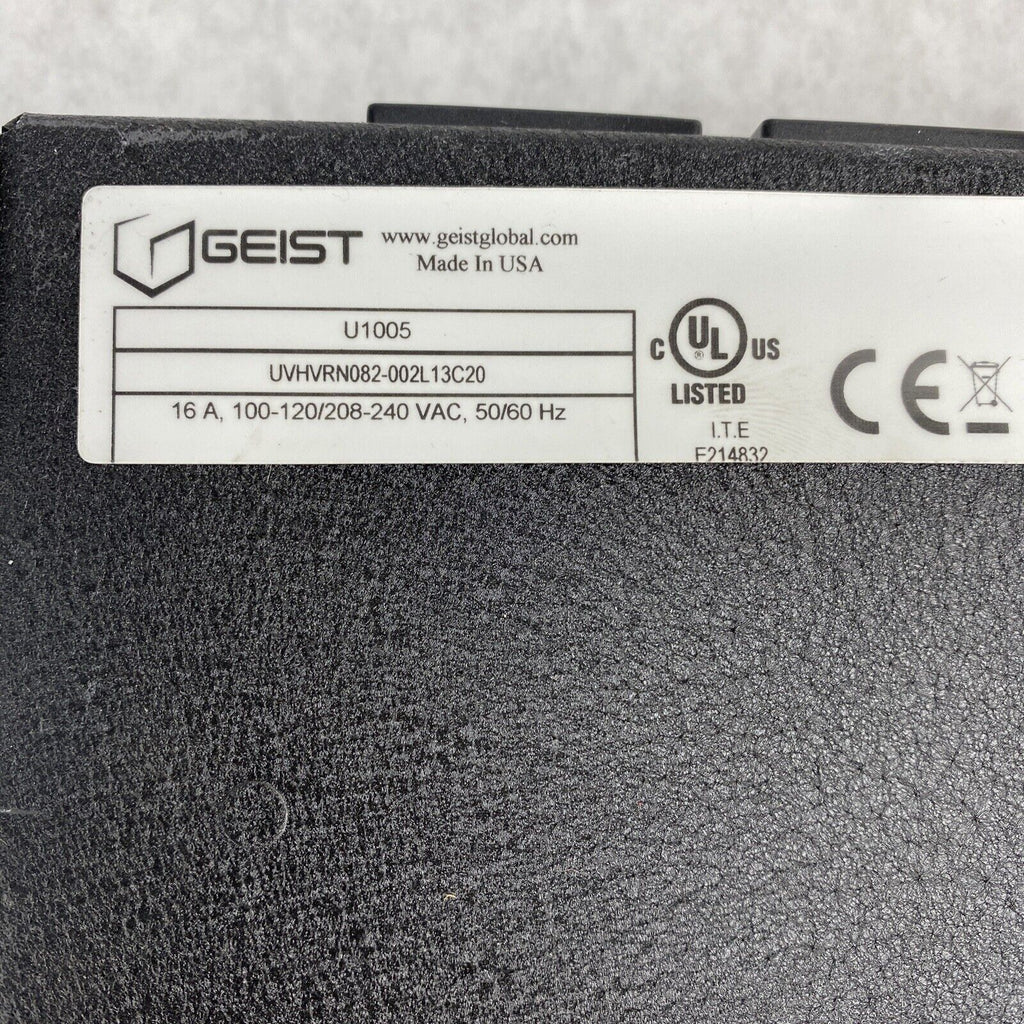 GEIST
www.geistglobal.com
Made In USA
U1005
UVHVRN082-002L13C20
16 A, 100-120/208-240 VAC, 50/60 Hz
C UL ® US
LISTED
I.T.E
E214832
CE